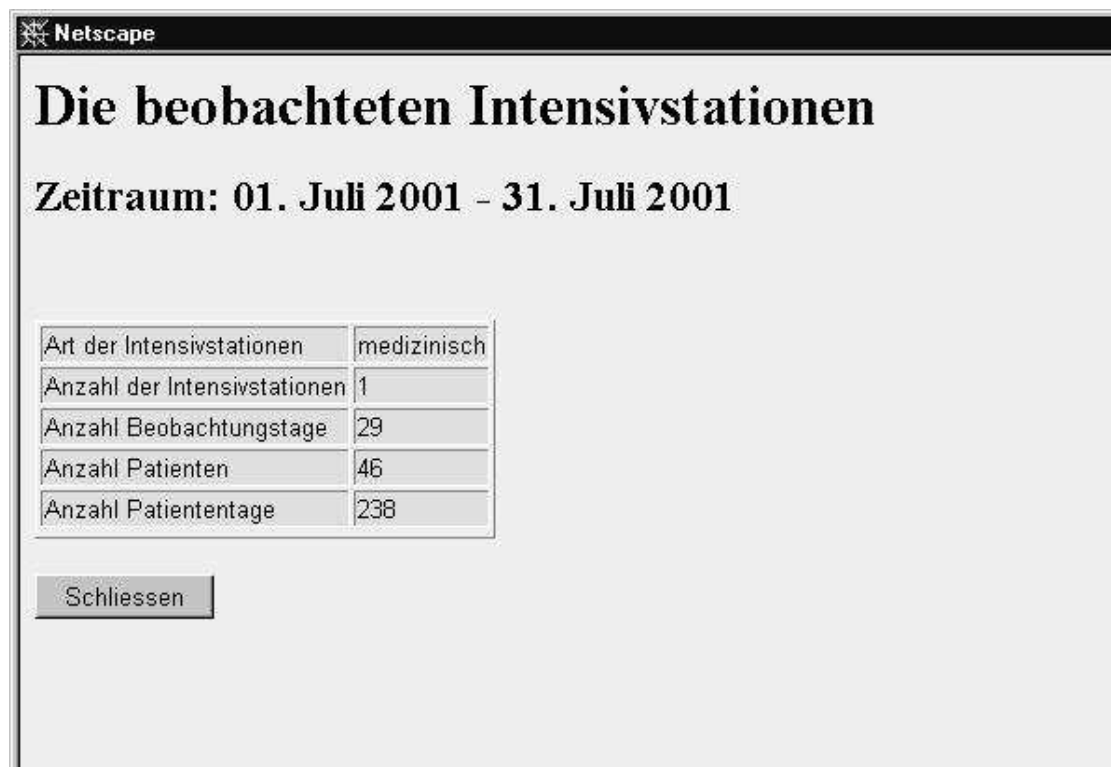 Netscape
Die beobachteten Intensivstationen
Zeitraum: 01. Juli 2001 - 31. Juli 2001
Art der Intensivstationen medizinisch
Anzahl der Intensivstationen 1
Anzahl Beobachtungstage 29
Anzahl Patienten 46
Anzahl Patiententage 238
Schliessen